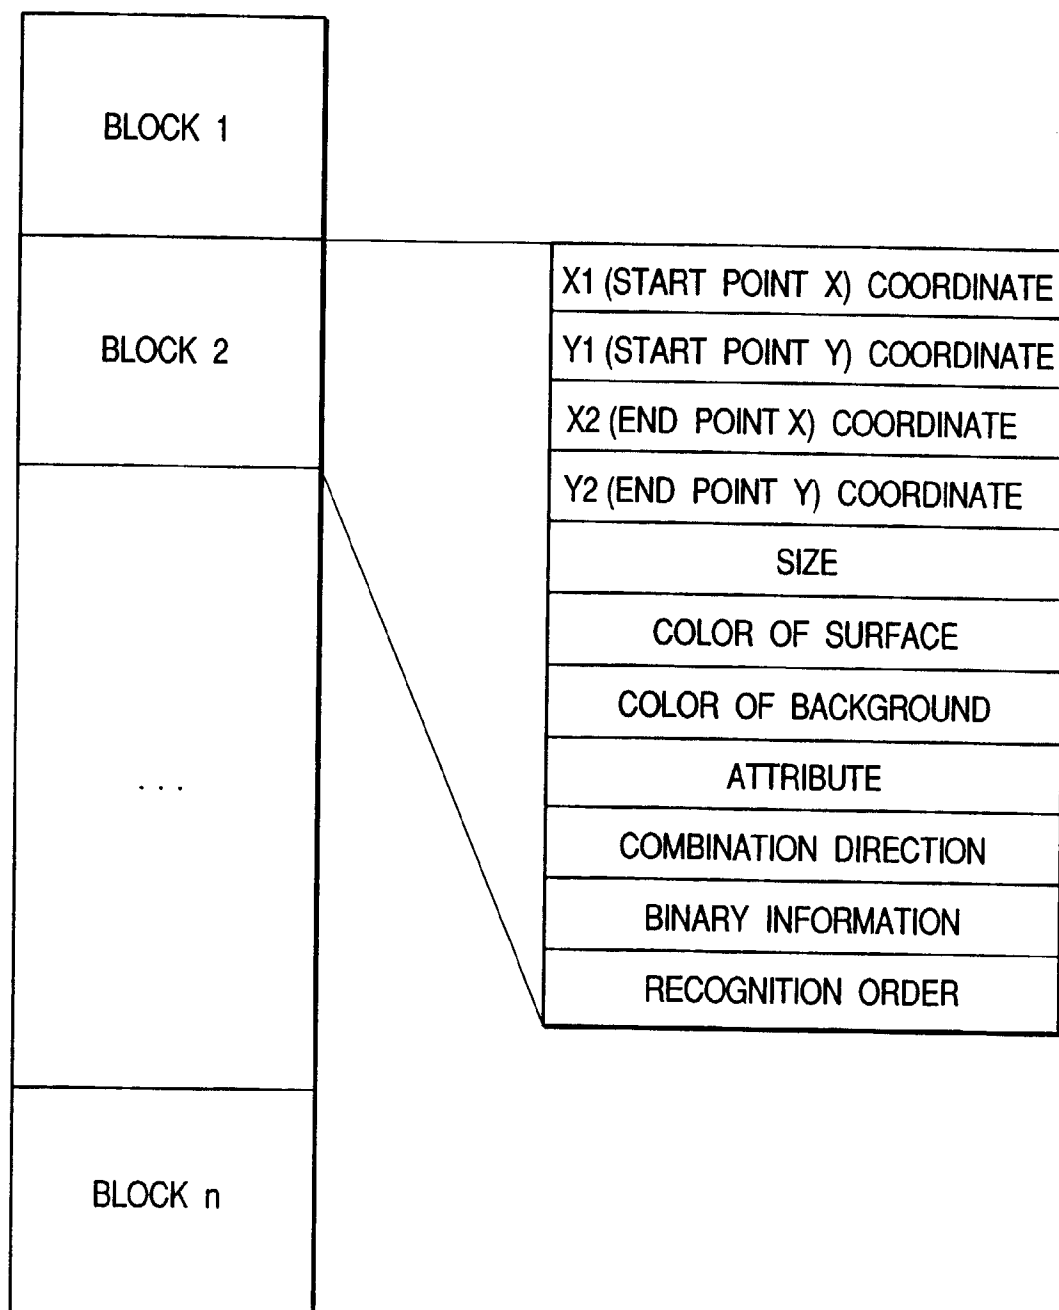 BLOCK 1
BLOCK 2
. . .
BLOCK n
X1 (START POINT X) COORDINATE
Y1 (START POINT Y) COORDINATE
X2 (END POINT X) COORDINATE
Y2 (END POINT Y) COORDINATE
SIZE
COLOR OF SURFACE
COLOR OF BACKGROUND
ATTRIBUTE
COMBINATION DIRECTION
BINARY INFORMATION
RECOGNITION ORDER